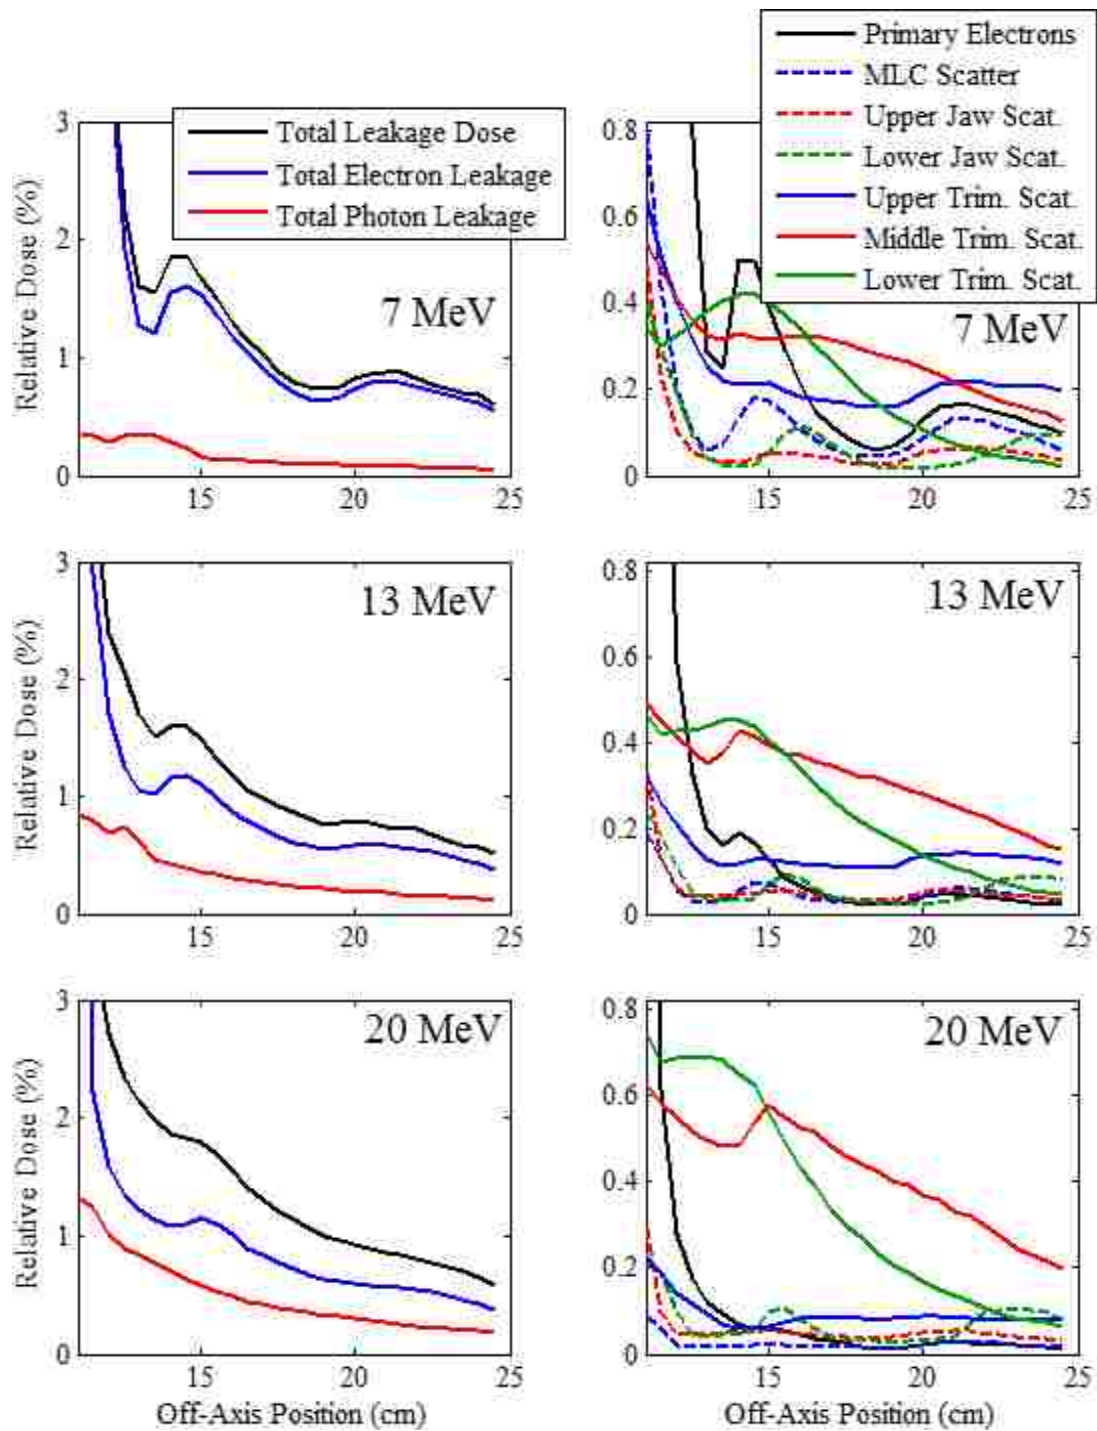 Primary Electrons
MLC Scatter
Upper Jaw Scat.
Lower Jaw Scat.
Upper Trim. Scat.
Middle Trim. Scat.
Lower Trim. Scat.
Total Leakage Dose
Total Electron Leakage
Total Photon Leakage
Relative Dose (%)
3
2
1
0
15
20
25
7 MeV
0.8
0.6
0.4
0.2
0
15
20
25
7 MeV
Relative Dose (%)
3
2
1
0
15
20
25
13 MeV
0.8
0.6
0.4
0.2
0
15
20
25
13 MeV
Relative Dose (%)
3
2
1
0
15
20
25
20 MeV
Off-Axis Position (cm)
0.8
0.6
0.4
0.2
0
15
20
25
20 MeV
Off-Axis Position (cm)